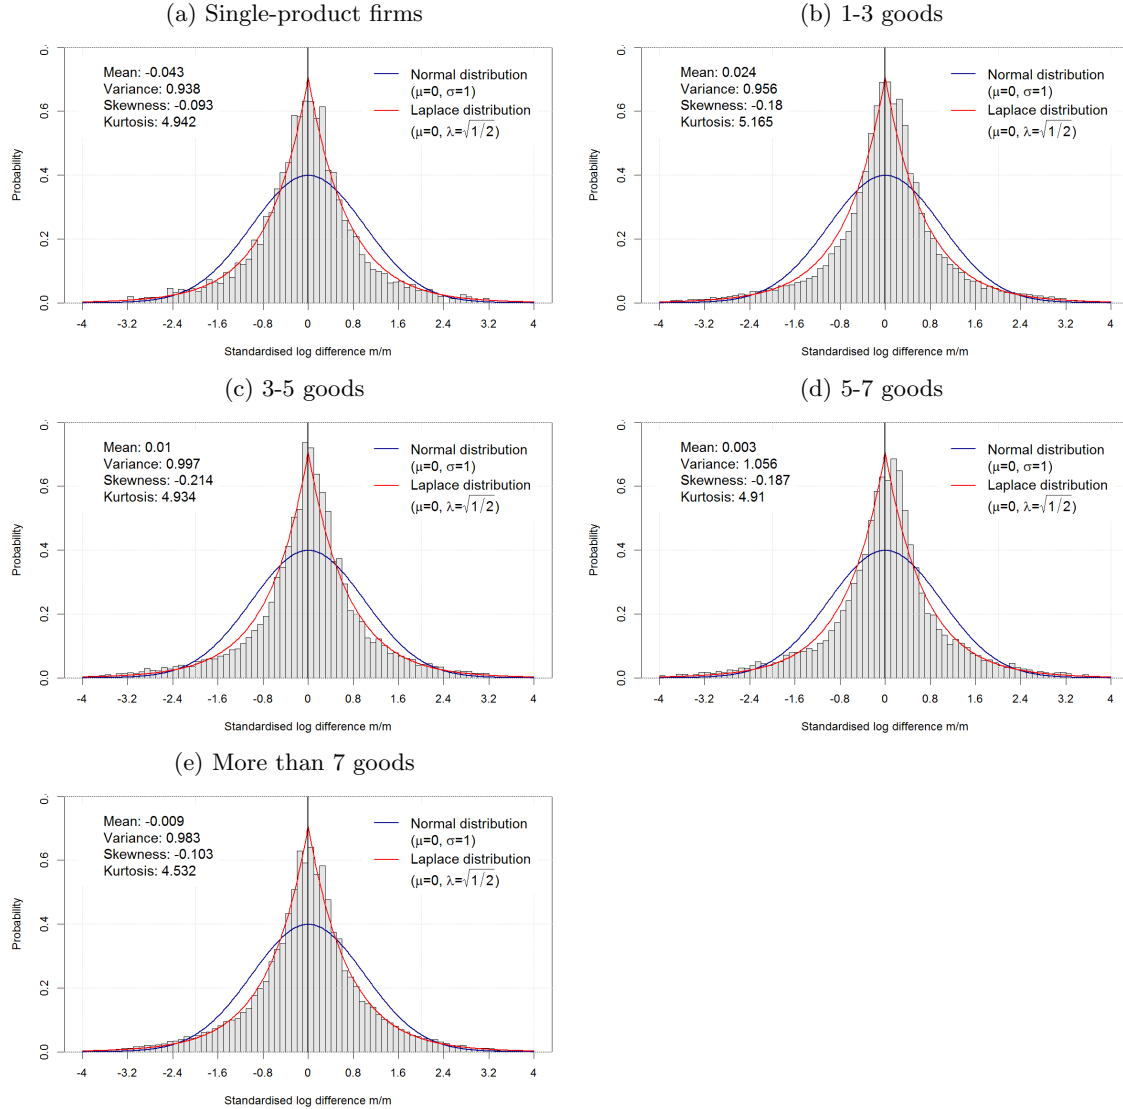 (a) Single-product firms
Mean: -0.043
Variance: 0.938
Skewness: -0.093
Kurtosis: 4.942
Normal distribution
(μ=0, σ=1)
Laplace distribution
(μ=0, λ=√1/2)
Probability
0.0
0.2
0.4
0.6
0.
-4 -3.2 -2.4 -1.6 -0.8 0 0.8 1.6 2.4 3.2 4
Standardised log difference m/m
(b) 1-3 goods
Mean: 0.024
Variance: 0.956
Skewness: -0.18
Kurtosis: 5.165
Normal distribution
(μ=0, σ=1)
Laplace distribution
(μ=0, λ=√1/2)
Probability
0.0
0.2
0.4
0.6
0.
-4 -3.2 -1.6 -0.8 0 0.8 1.6 2.4 3.2 4
Standardised log difference m/m
(c) 3-5 goods
Mean: 0.01
Variance: 0.997
Skewness: -0.214
Kurtosis: 4.934
Normal distribution
(μ=0, σ=1)
Laplace distribution
(μ=0, λ=√1/2)
Probability
0.0
0.2
0.4
0.6
0.
-4 -3.2 -2.4 -1.6 -0.8 0 0.8 1.6 2.4 3.2 4
Standardised log difference m/m
(d) 5-7 goods
Mean: 0.003
Variance: 1.056
Skewness: -0.187
Kurtosis: 4.91
Normal distribution
(μ=0, σ=1)
Laplace distribution
(μ=0, λ=√1/2)
Probability
0.0
0.2
0.4
0.6
0.
-4 -3.2 -2.4 -1.6 -0.8 0 0.8 1.6 2.4 3.2 4
Standardised log difference m/m
(e) More than 7 goods
Mean: -0.009
Variance: 0.983
Skewness: -0.103
Kurtosis: 4.532
Normal distribution
(μ=0, σ=1)
Laplace distribution
(μ=0, λ=√1/2)
Probability
0.0
0.2
0.4
0.6
0.
-4 -3.2 -2.4 -1.6 -0.8 0 0.8 1.6 2.4 3.2 4
Standardised log difference m/m